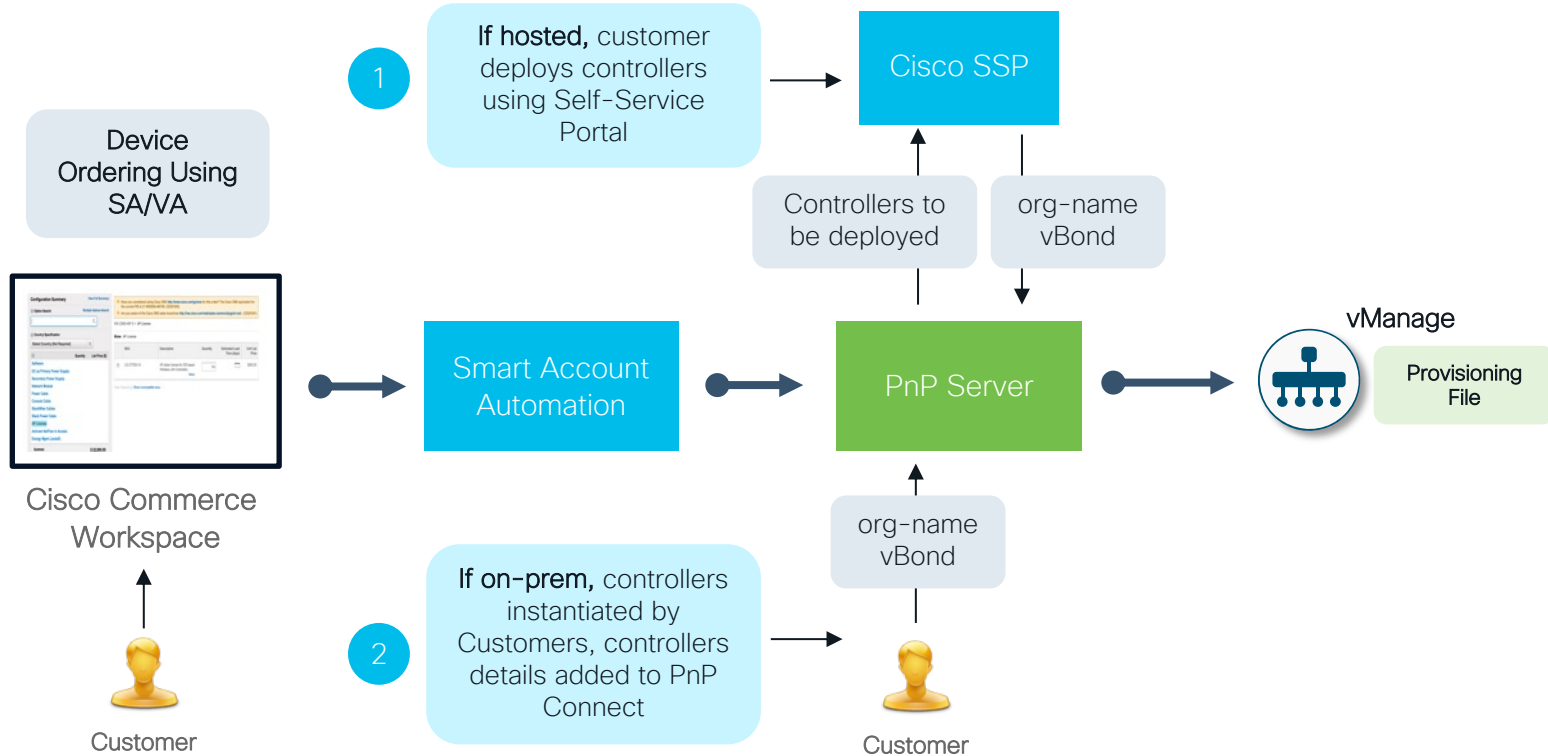 1
If hosted, customer
deploys controllers
using Self-Service
Portal
Cisco SSP
Device
Ordering Using
SA/VA
Controllers to
be deployed
org-name
vBond
Configuration Summary
Smart Account
Automation
PnP Server
vManage
Provisioning
File
Cisco Commerce
Workspace
org-name
vBond
2
If on-prem, controllers
instantiated by
Customers, controllers
details added to PnP
Connect
Customer
Customer